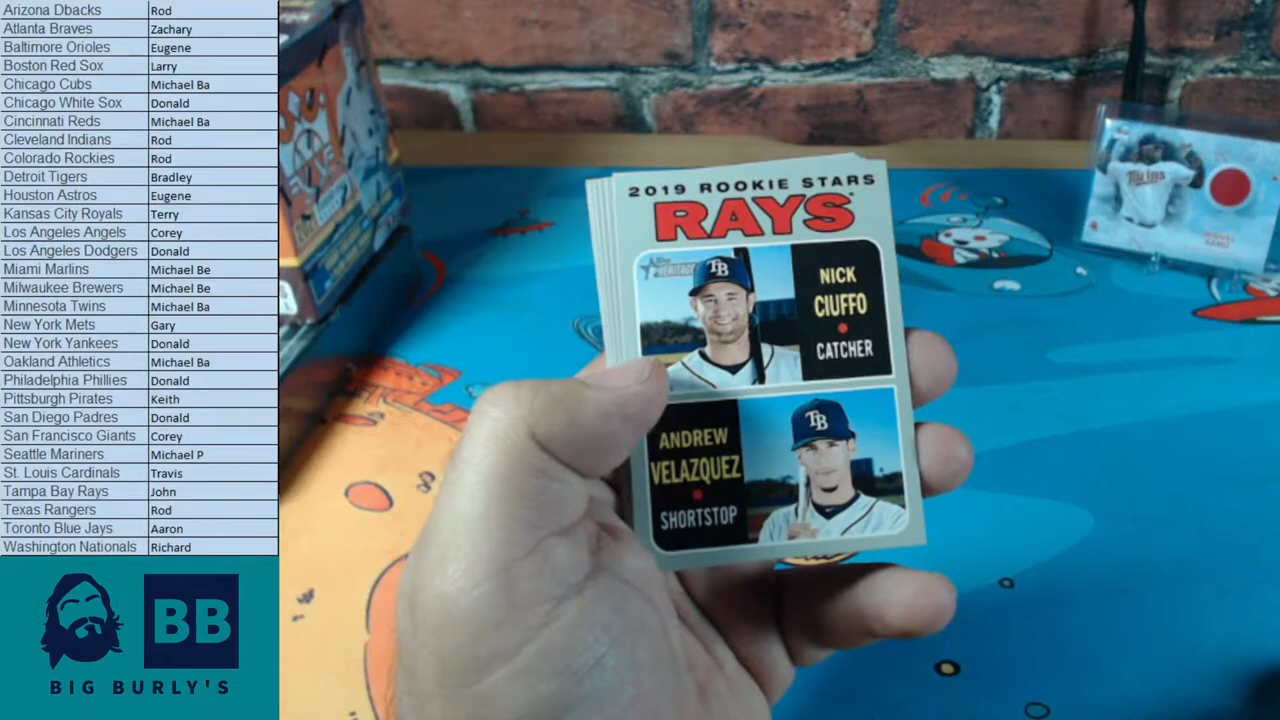 Arizona Dbacks Rod
Atlanta Braves Zachary
Baltimore Orioles Eugene
Boston Red Sox Larry
Chicago Cubs Michael Ba
Chicago White Sox Donald
Cincinnati Reds Michael Ba
Cleveland Indians Rod
Colorado Rockies Rod
Detroit Tigers Bradley
Houston Astros Eugene
Kansas City Royals Terry
Los Angeles Angels Corey
Los Angeles Dodgers Donald
Miami Marlins Michael Be
Milwaukee Brewers Michael Be
Minnesota Twins Michael Ba
New York Mets Gary
New York Yankees Donald
Oakland Athletics Michael Ba
Philadelphia Phillies Donald
Pittsburgh Pirates Keith
San Diego Padres Donald
San Francisco Giants Corey
Seattle Mariners Michael P
St. Louis Cardinals Travis
Tampa Bay Rays John
Texas Rangers Rod
Toronto Blue Jays Aaron
Washington Nationals Richard
BB
BIG BURLY'S
2019 ROOKIE STARS
RAYS
HERITAGE
TB
NICK
CIUFFO
CATCHER
ANDREW
VELAZQUEZ
SHORTSTOP
TB
Twins
MIGUEL
SANO